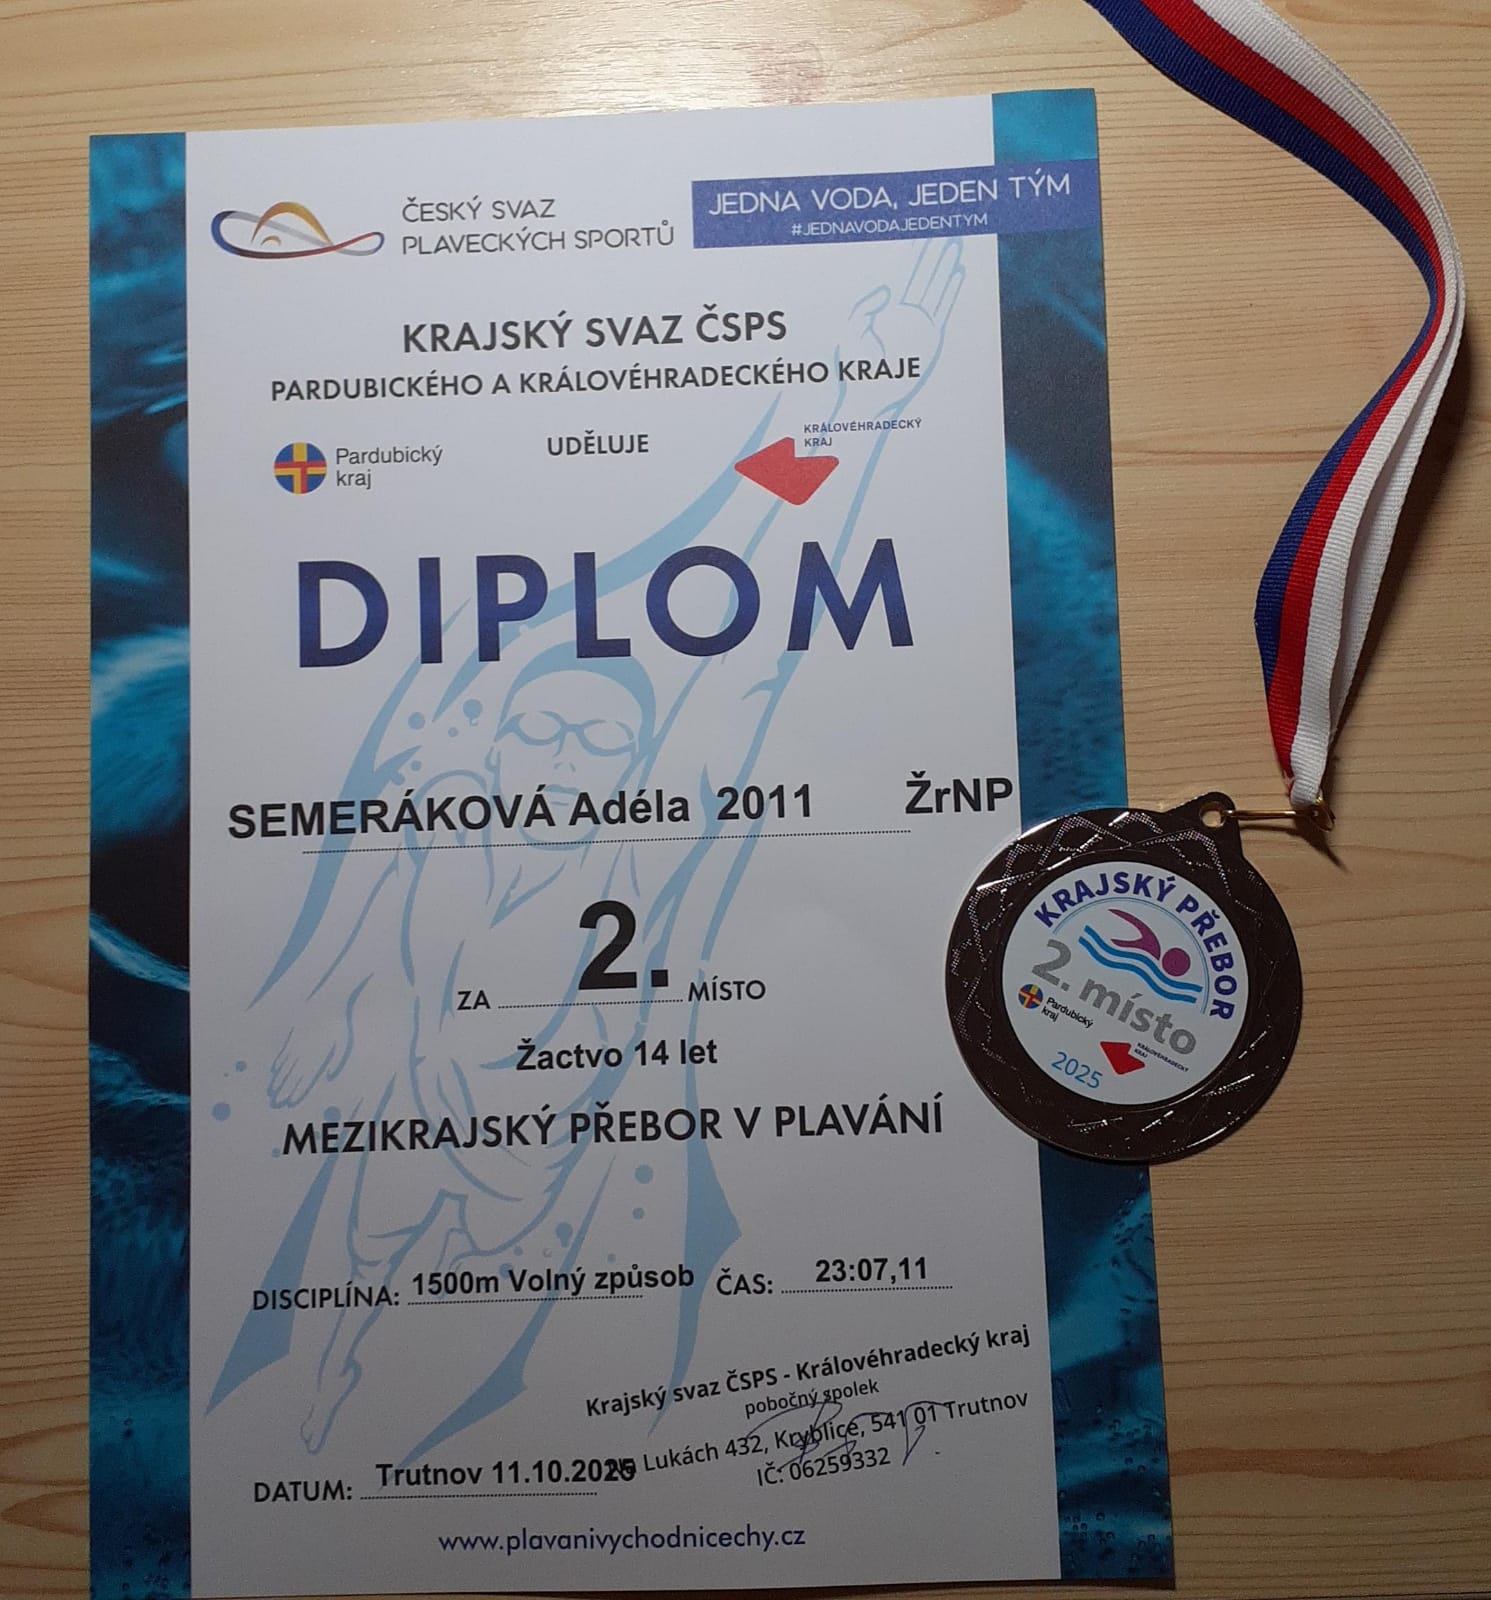 ČESKÝ SVAZ
PLAVECKÝCH SPORTŮ
JEDNA VODA, JEDEN TÝM
#JEDNAVODAJEDENTYM
KRAJSKÝ SVAZ ČSPS
PARDUBICKÉHO A KRÁLOVÉHRADECKÉHO KRAJE
Pardubický
kraj
UDĚLUJE
KRÁLOVÉHRADECKÝ
KRAJ
DIPLOM
SEMERÁKOVÁ Adéla 2011 ŽrNP
ZA 2. MÍSTO
Žactvo 14 let
MEZIKRAJSKÝ PŘEBOR V PLAVÁNÍ
DISCIPLÍNA: 1500m Volný způsob ČAS: 23:07,11
Krajský svaz ČSPS - Královéhradecký kraj
pobočný spolek
Lukách 432, Kryblice, 541 01 Trutnov
IČ: 06259332
DATUM: Trutnov 11.10.2025
www.plavanivychodnicechy.cz
KRAJSKÝ PŘEBOR
2. místo
Pardubický
kraj
KRÁLOVÉHRADECKÝ
KRAJ
2025